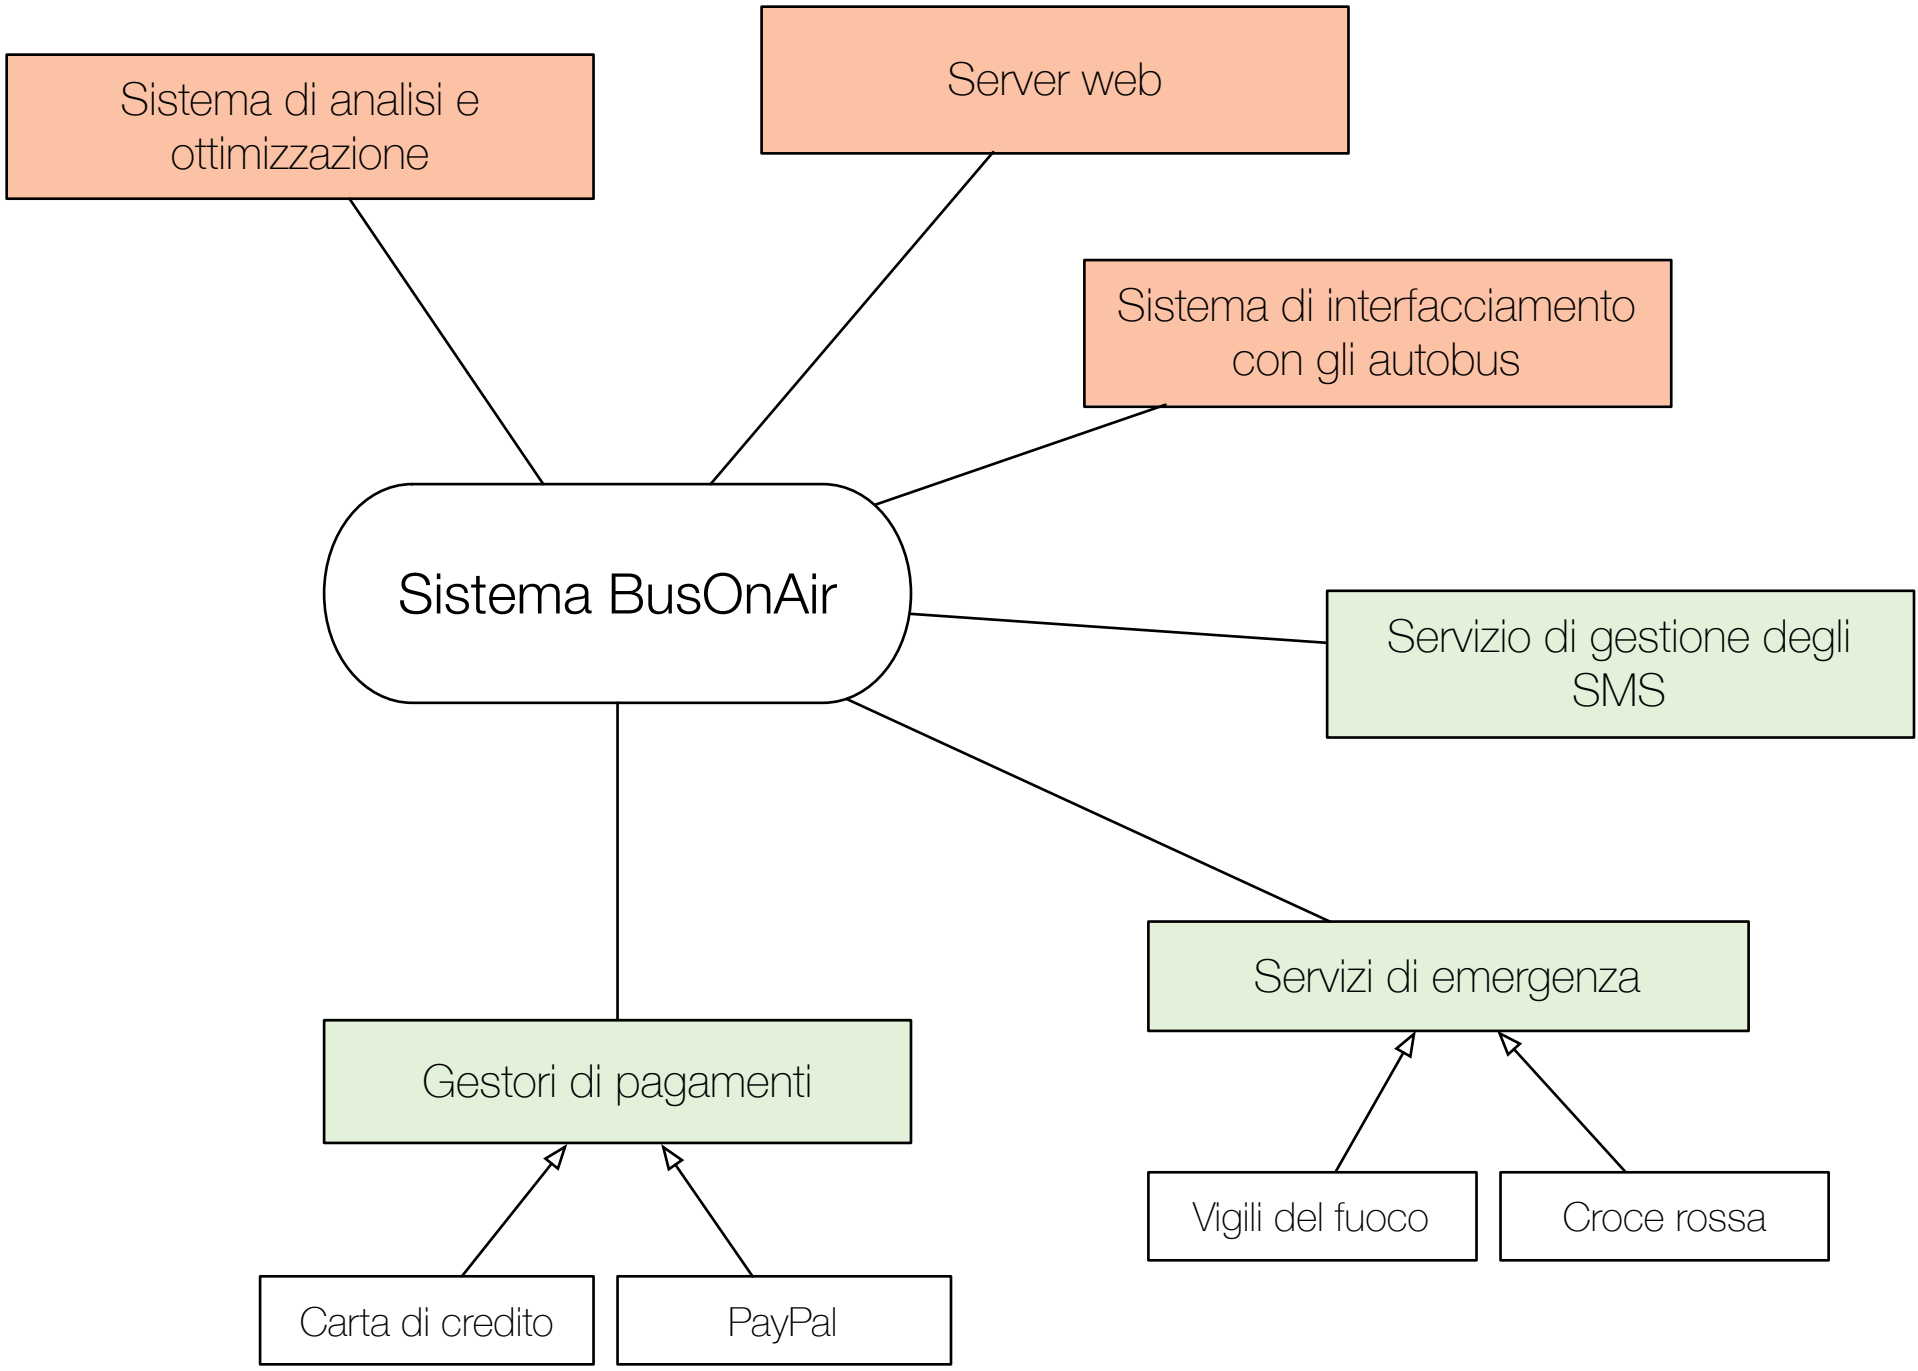 Server web
Sistema di analisi e
ottimizzazione
Sistema di interfacciamento
con gli autobus
Sistema BusOnAir
Servizio di gestione degli
SMS
Servizi di emergenza
Gestori di pagamenti
Vigili del fuoco
Croce rossa
Carta di credito
PayPal